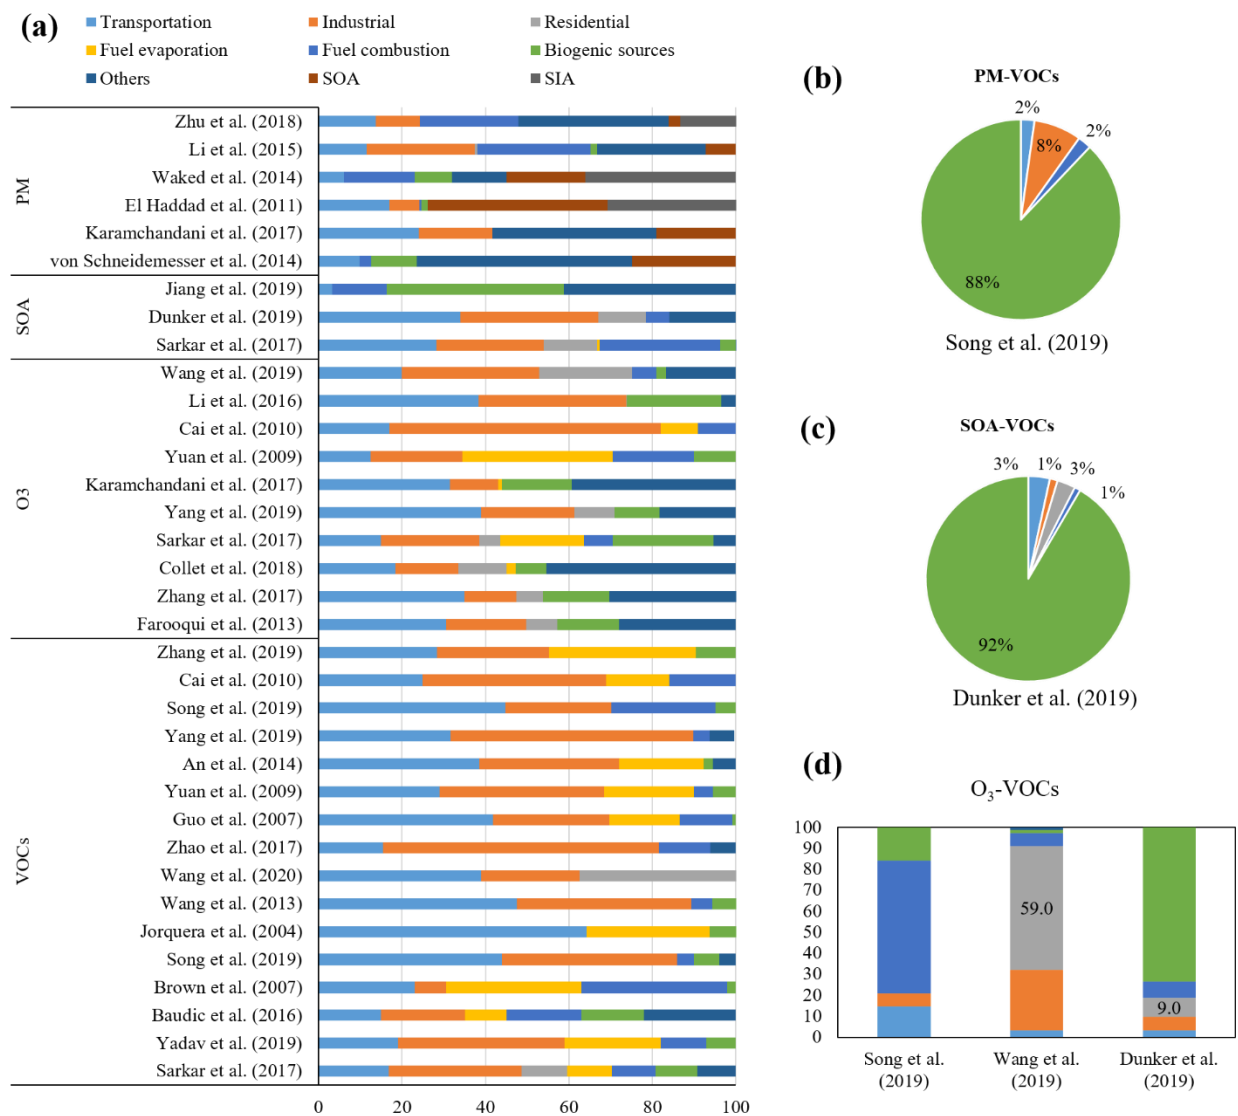 (a)
Transportation
Industrial
Residential
Fuel evaporation
Fuel combustion
Biogenic sources
Others
SOA
SIA
PM
Zhu et al. (2018)
Li et al. (2015)
Waked et al. (2014)
El Haddad et al. (2011)
Karamchandani et al. (2017)
von Schneidemesser et al. (2014)
SOA
Jiang et al. (2019)
Dunker et al. (2019)
Sarkar et al. (2017)
O3
Wang et al. (2019)
Li et al. (2016)
Cai et al. (2010)
Yuan et al. (2009)
Karamchandani et al. (2017)
Yang et al. (2019)
Sarkar et al. (2017)
Collet et al. (2018)
Zhang et al. (2017)
Farooqui et al. (2013)
VOCs
Zhang et al. (2019)
Cai et al. (2010)
Song et al. (2019)
Yang et al. (2019)
An et al. (2014)
Yuan et al. (2009)
Guo et al. (2007)
Zhao et al. (2017)
Wang et al. (2020)
Wang et al. (2013)
Jorquera et al. (2004)
Song et al. (2019)
Brown et al. (2007)
Baudic et al. (2016)
Yadav et al. (2019)
Sarkar et al. (2017)
0 20 40 60 80 100
(b)
PM-VOCs
2%
8%
2%
88%
Song et al. (2019)
(c)
SOA-VOCs
3% 1% 3%
1%
92%
Dunker et al. (2019)
(d)
O₃-VOCs
100
90
80
70
60
50
40
30
20
10
0
59.0
9.0
Song et al. Wang et al. Dunker et al.
(2019) (2019) (2019)